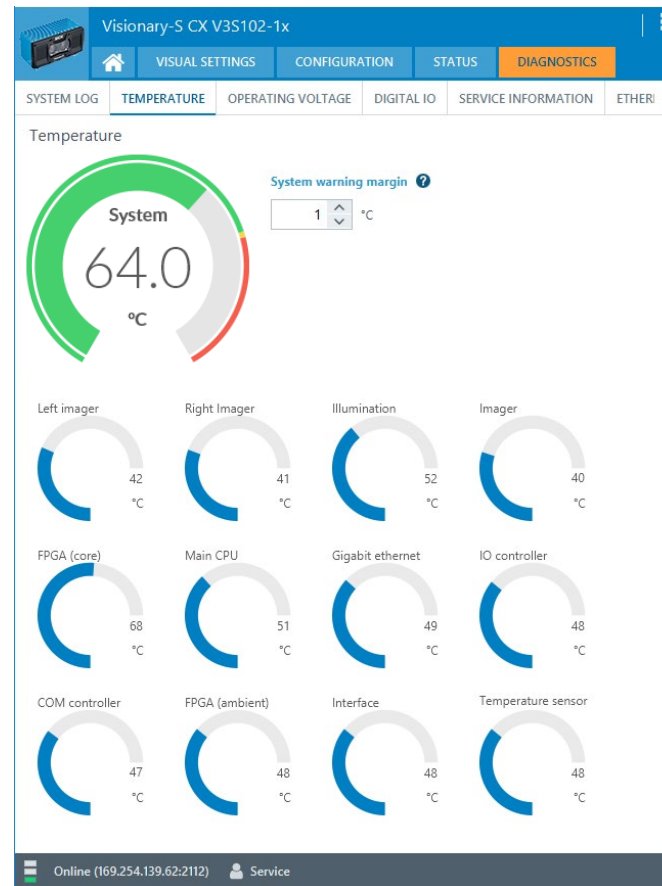 Visionary-S CX V3S102-1x
VISUAL SETTINGS CONFIGURATION STATUS DIAGNOSTICS
SYSTEM LOG TEMPERATURE OPERATING VOLTAGE DIGITAL IO SERVICE INFORMATION
Temperature
System warning margin ?
1 °C
System
64.0
°C
Left imager Right Imager Illumination Imager
42 41 52 40
°C °C °C °C
FPGA (core) Main CPU Gigabit ethernet IO controller
68 51 49 48
°C °C °C °C
COM controller FPGA (ambient) Interface Temperature sensor
47 48 48 48
°C °C °C °C
Online (169.254.139.62:2112) Service